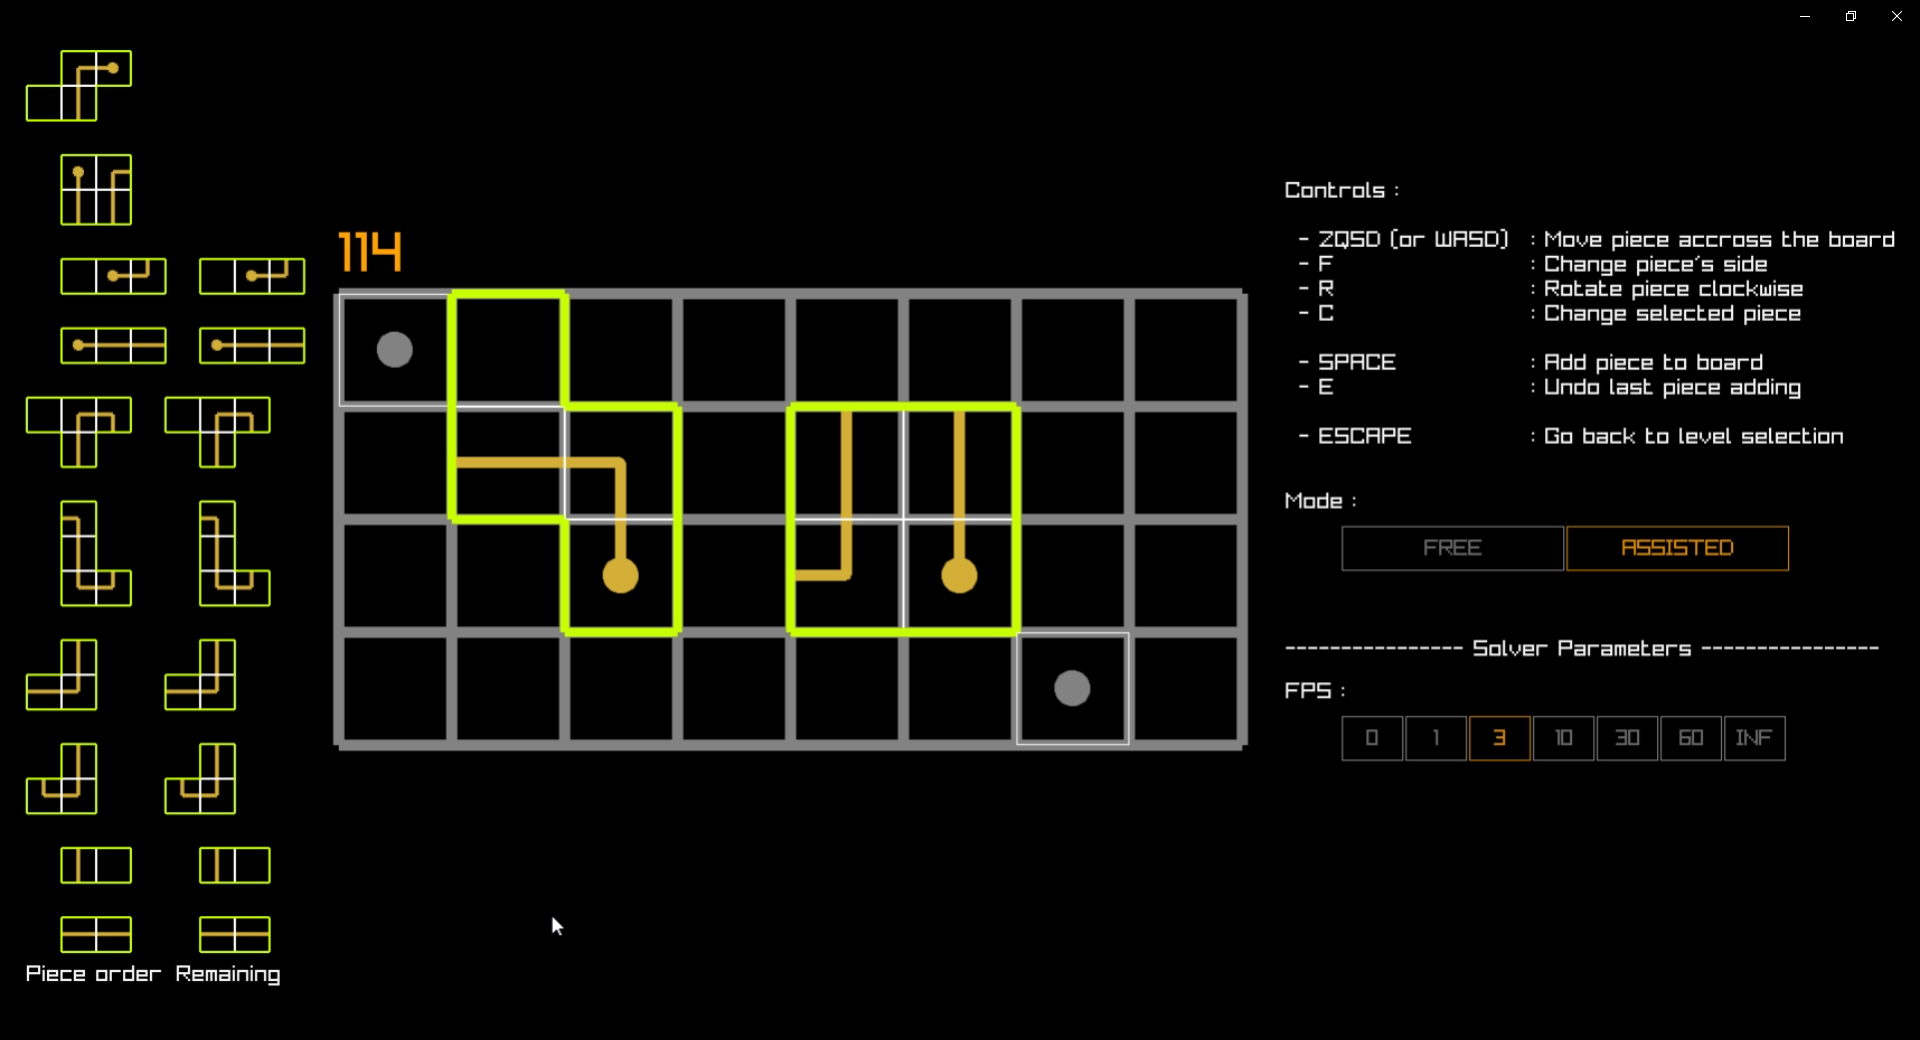 114
Controls :
- ZQSD (or WASD) : Move piece accross the board
- F : Change piece's side
- R : Rotate piece clockwise
- C : Change selected piece
- SPACE : Add piece to board
- E : Undo last piece adding
- ESCAPE : Go back to level selection
Mode :
FREE ASSISTED
---------------- Solver Parameters ----------------
FPS :
0 1 3 10 30 60 INF
Piece order Remaining